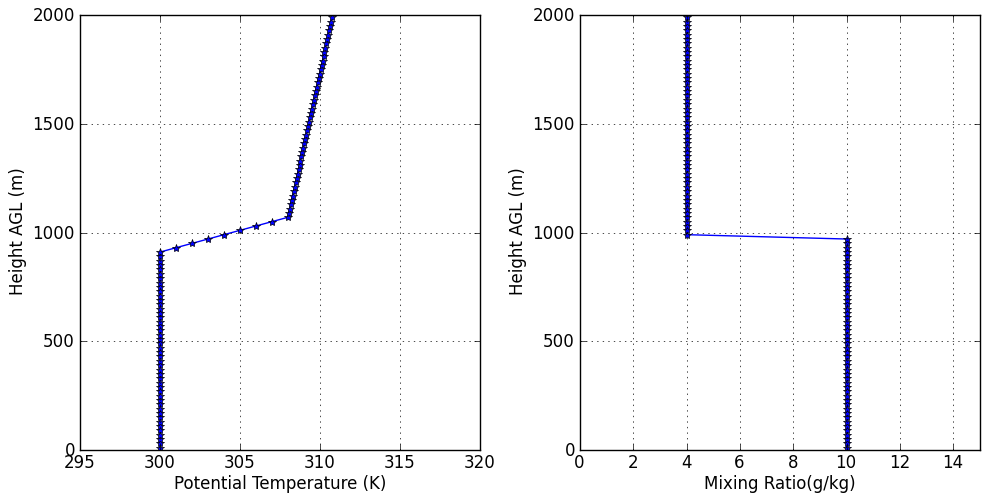 2000
1500
1000
500
0
295 300 305 310 315 320
Potential Temperature (K)
Height AGL (m)
2000
1500
1000
500
0
0 2 4 6 8 10 12 14
Mixing Ratio(g/kg)
Height AGL (m)